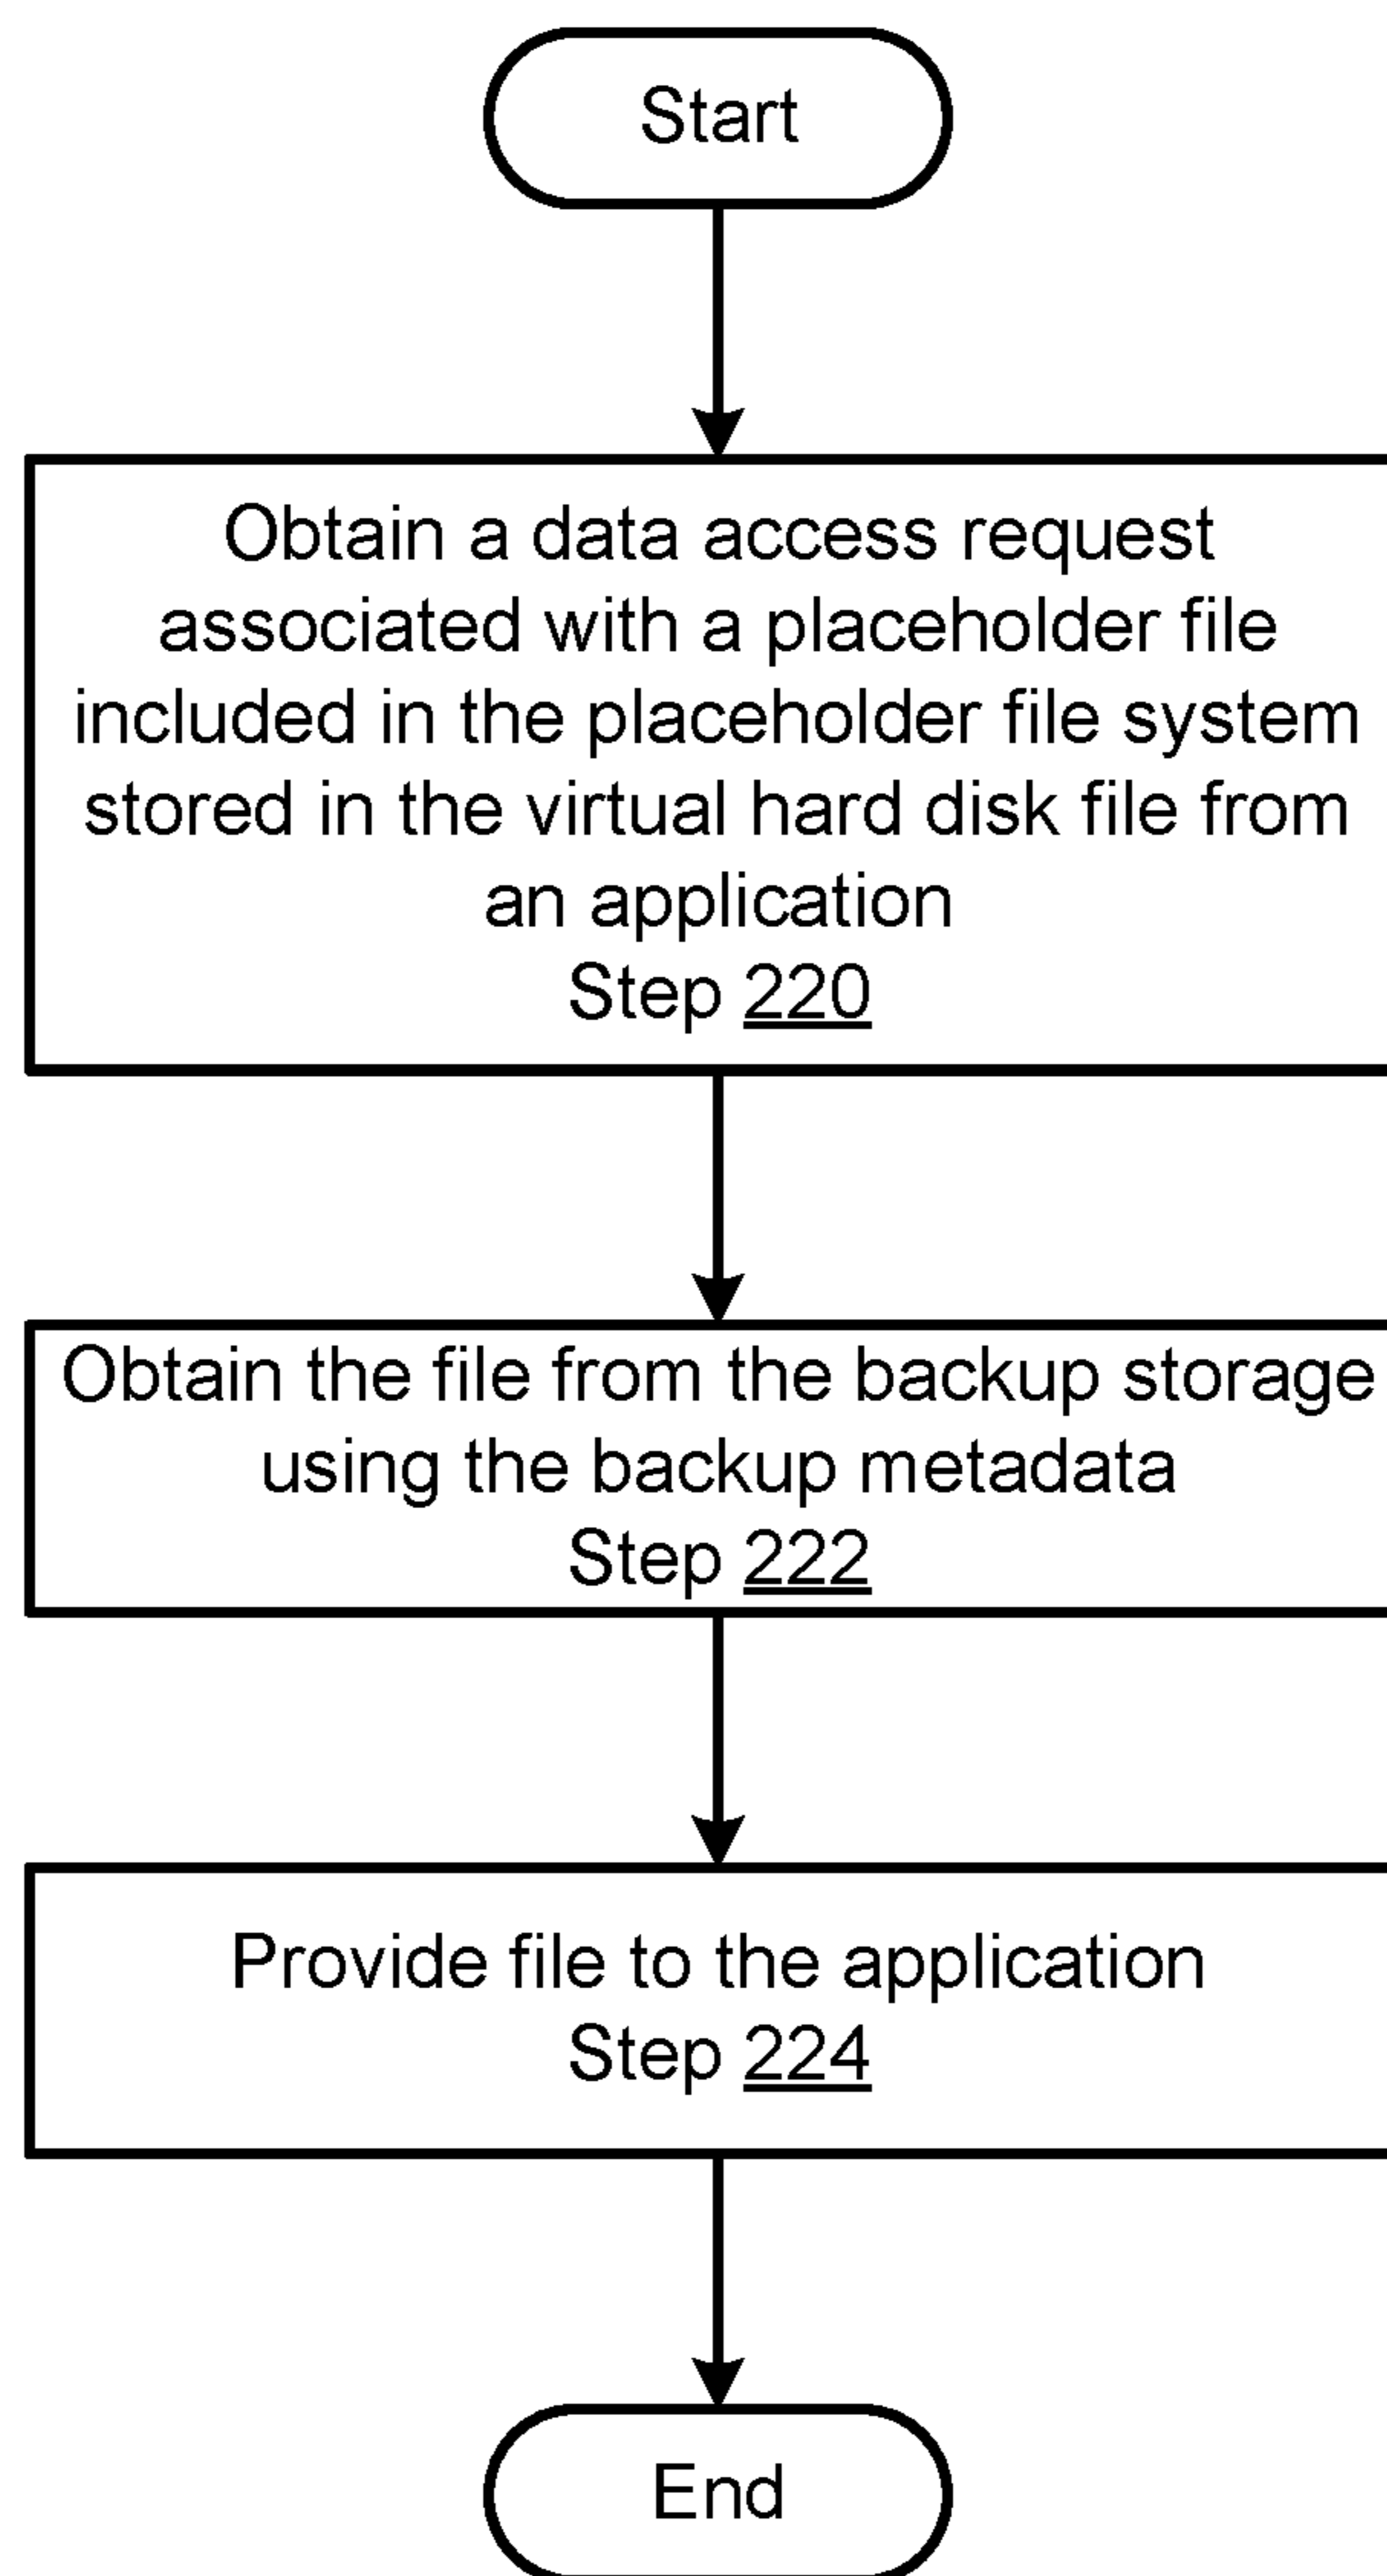 Start
Obtain a data access request
associated with a placeholder file
included in the placeholder file system
stored in the virtual hard disk file from
an application
Step 220
Obtain the file from the backup storage
using the backup metadata
Step 222
Provide file to the application
Step 224
End